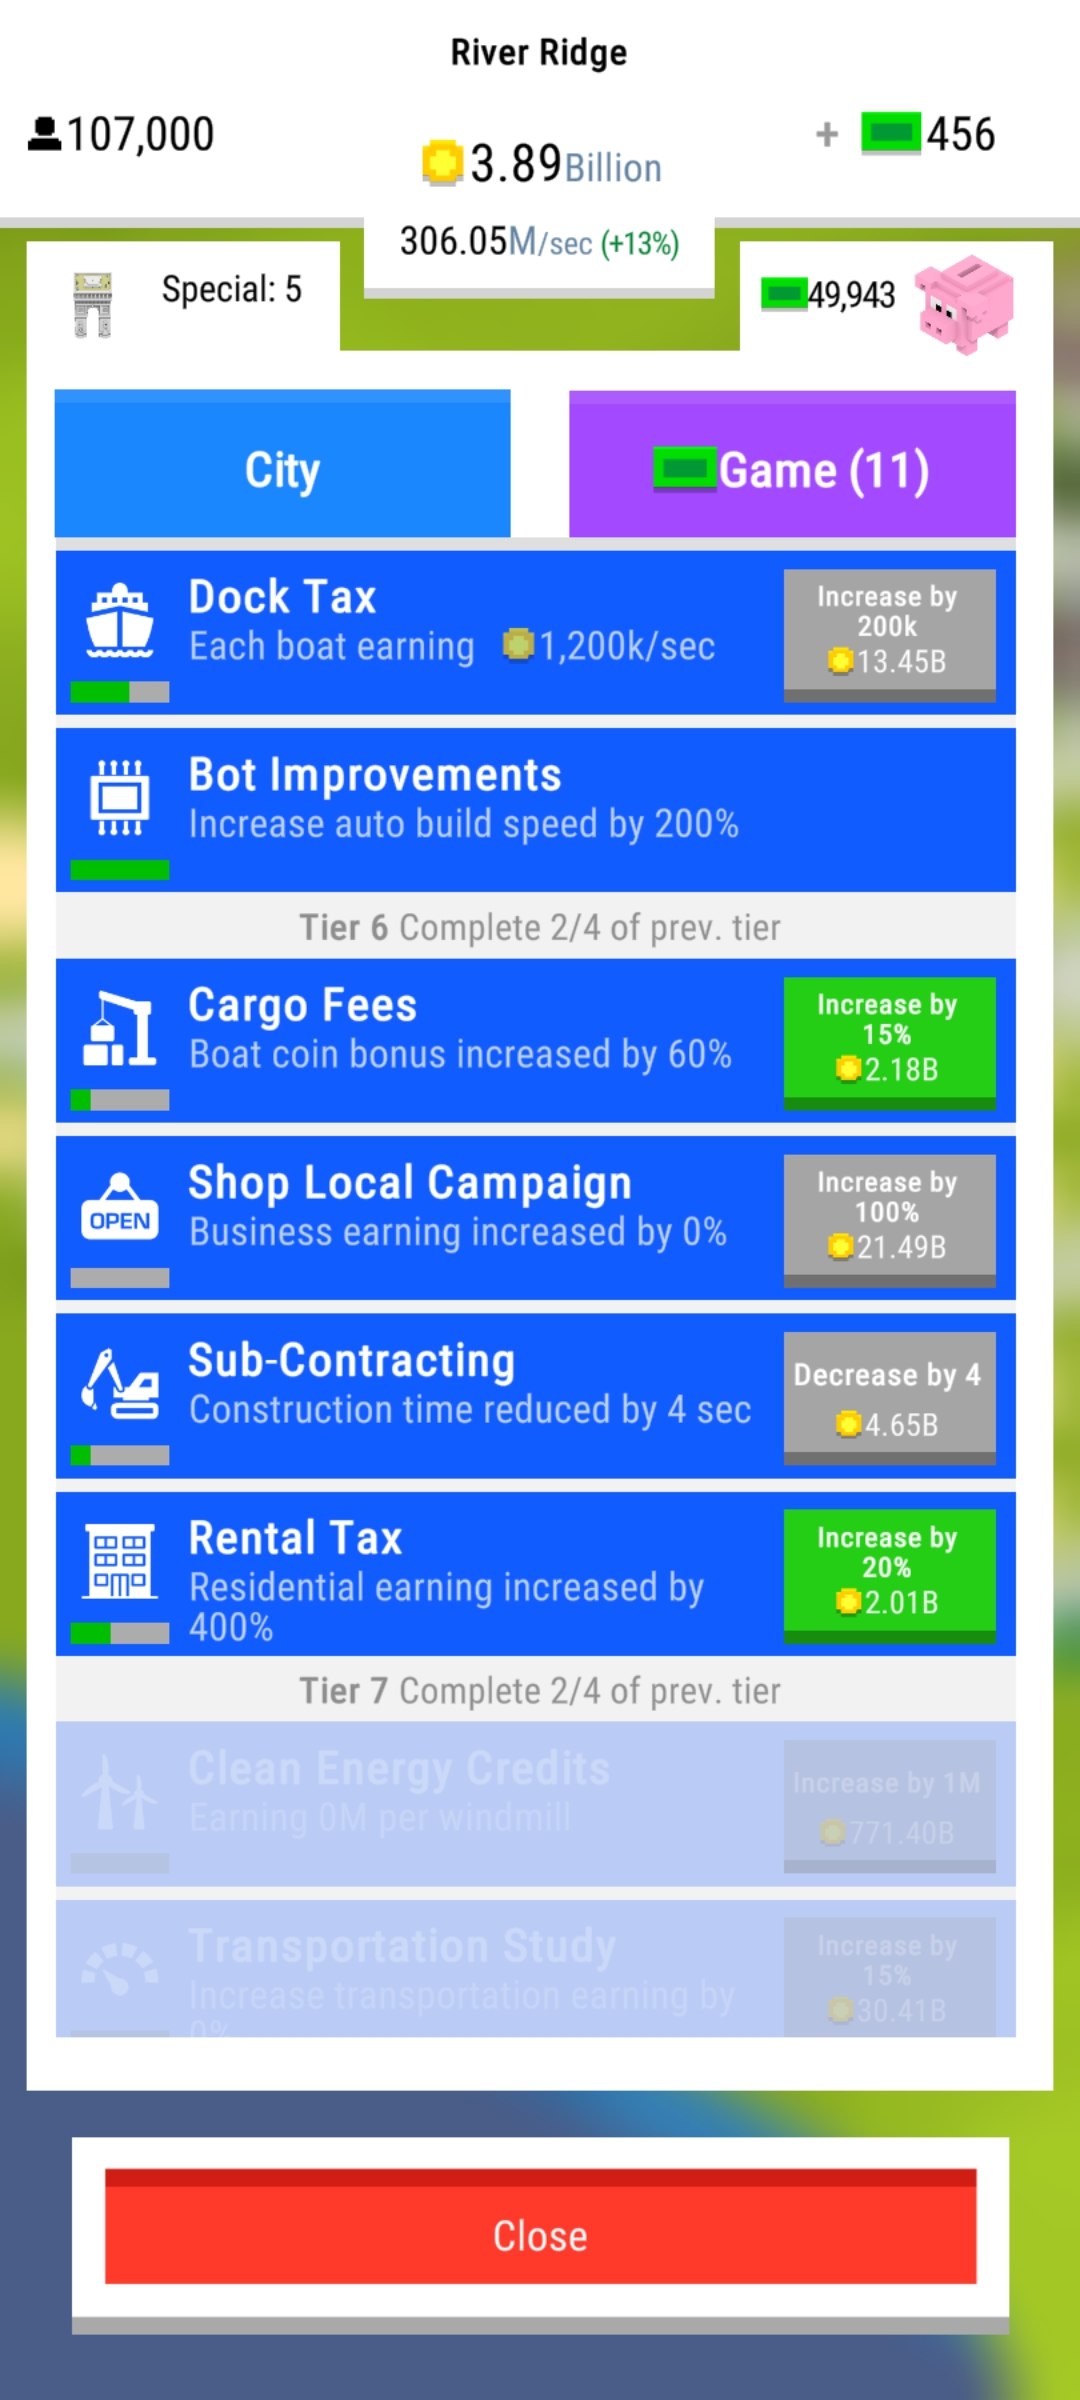 River Ridge
107,000
3.89Billion
+ 456
306.05M/sec (+13%)
Special: 5
49,943
City
Game (11)
Dock Tax
Each boat earning 1,200k/sec
Increase by
200k
13.45B
Bot Improvements
Increase auto build speed by 200%
Tier 6 Complete 2/4 of prev. tier
Cargo Fees
Boat coin bonus increased by 60%
Increase by
15%
2.18B
OPEN
Shop Local Campaign
Business earning increased by 0%
Increase by
100%
21.49B
Sub-Contracting
Construction time reduced by 4 sec
Decrease by 4
4.65B
Rental Tax
Residential earning increased by
400%
Increase by
20%
2.01B
Tier 7 Complete 2/4 of prev. tier
Clean Energy Credits
Earning 0M per windmill
Increase by 1M
771.40B
Transportation Study
Increase transportation earning by
0%
Increase by
15%
30.41B
Close